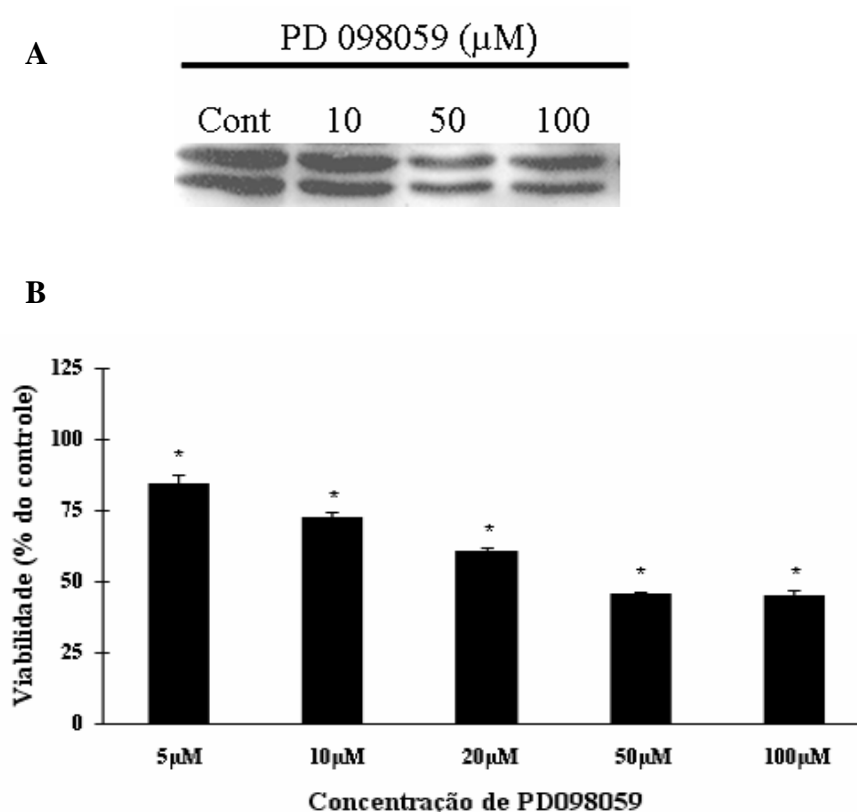 A
PD 098059 (µM)
Cont 10 50 100
B
Viabilidade (% do controle)
125
100
75
50
25
0
* * * * *
5µM 10µM 20µM 50µM 100µM
Concentração de PD098059